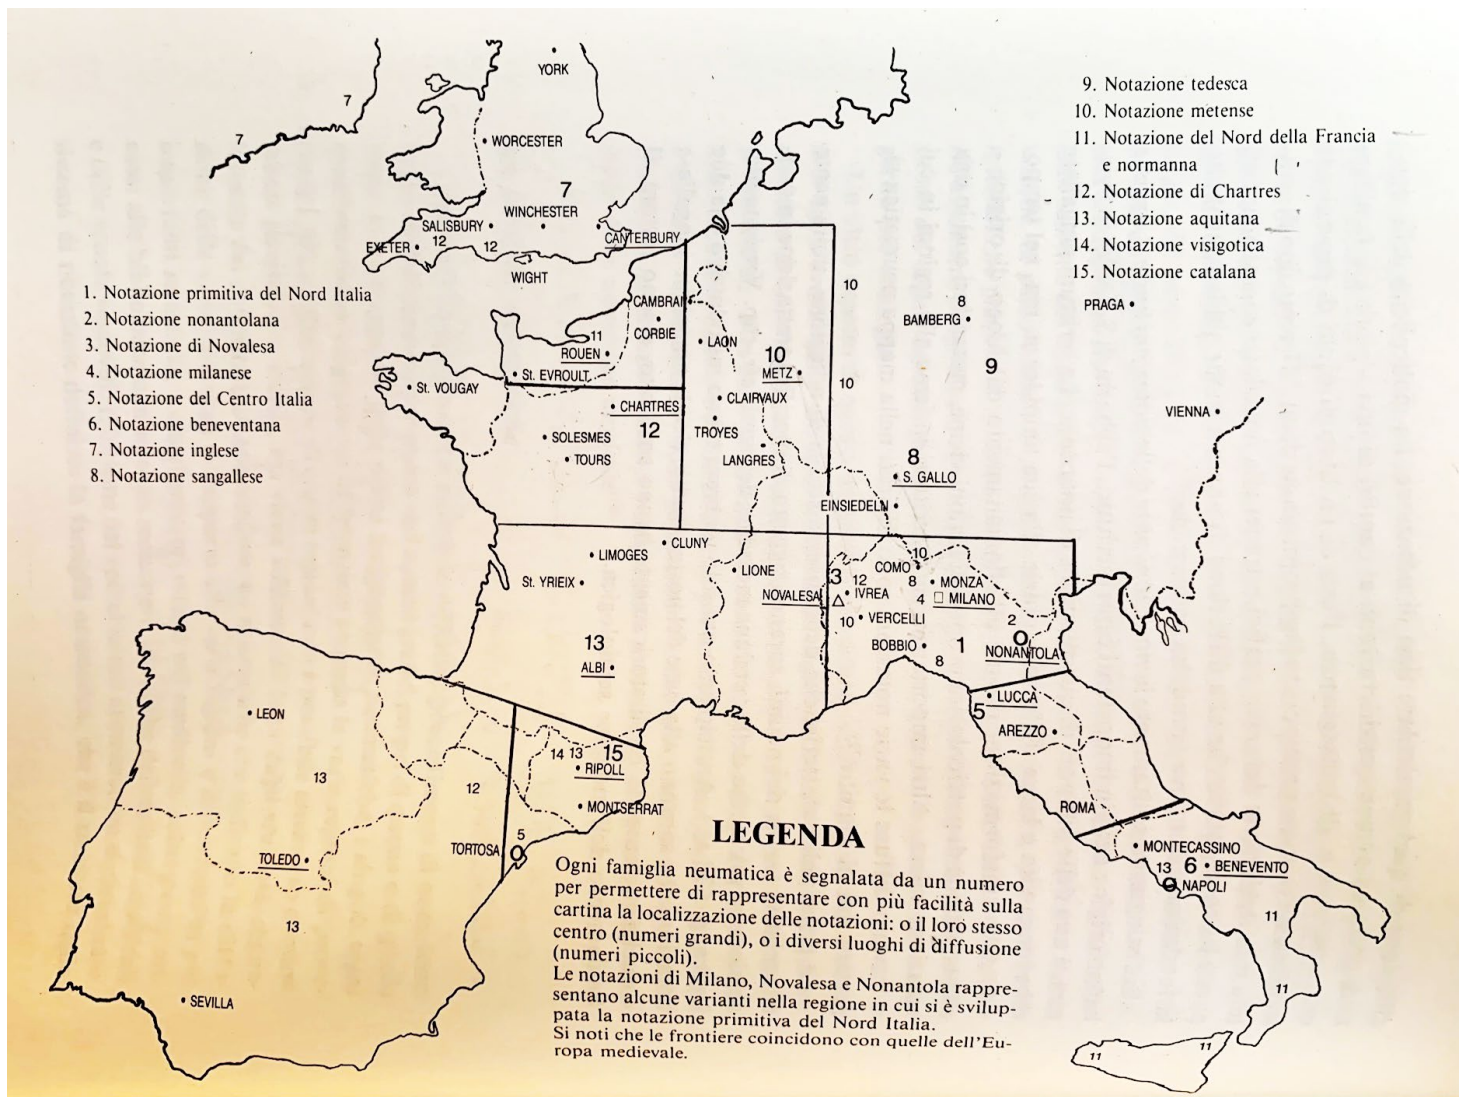 YORK
WORCESTER
7
7
7
WINCHESTER
SALISBURY
EXETER
12
12
CANTERBURY
WIGHT
9. Notazione tedesca
10. Notazione metense
11. Notazione del Nord della Francia
e normanna
12. Notazione di Chartres
13. Notazione aquitana
14. Notazione visigotica
15. Notazione catalana
1. Notazione primitiva del Nord Italia
2. Notazione nonantolana
3. Notazione di Novalesa
4. Notazione milanese
5. Notazione del Centro Italia
6. Notazione beneventana
7. Notazione inglese
8. Notazione sangallese
CAMBRAI
CORBIE
11
ROUEN
St. EVROULT
St. VOUGAY
LAON
10
METZ
10
10
8
BAMBERG
9
PRAGA
VIENNA
CHARTRES
12
SOLESMES
TOURS
CLAIRVAUX
TROYES
LANGRES
8
S. GALLO
EINSIEDELN
LIMOGES
CLUNY
St. YRIEIX
LIONE
13
ALBI
NOVALESA
3
12
IVREA
10
VERCELLI
COMO
10
8
MONZA
4
MILANO
BOBBIO
8
1
2
NONANTOLA
LUCCA
5
AREZZO
ROMA
MONTECASSINO
13
6
BENEVENTO
NAPOLI
11
11
11
11
LEON
13
12
14
13
15
RIPOLL
MONTSERRAT
5
TORTOSA
TOLEDO
13
SEVILLA
LEGENDA
Ogni famiglia neumatica è segnalata da un numero
per permettere di rappresentare con più facilità sulla
cartina la localizzazione delle notazioni: o il loro stesso
centro (numeri grandi), o i diversi luoghi di diffusione
(numeri piccoli).
Le notazioni di Milano, Novalesa e Nonantola rappre-
sentano alcune varianti nella regione in cui si è svilup-
pata la notazione primitiva del Nord Italia.
Si noti che le frontiere coincidono con quelle dell'Eu-
ropa medievale.